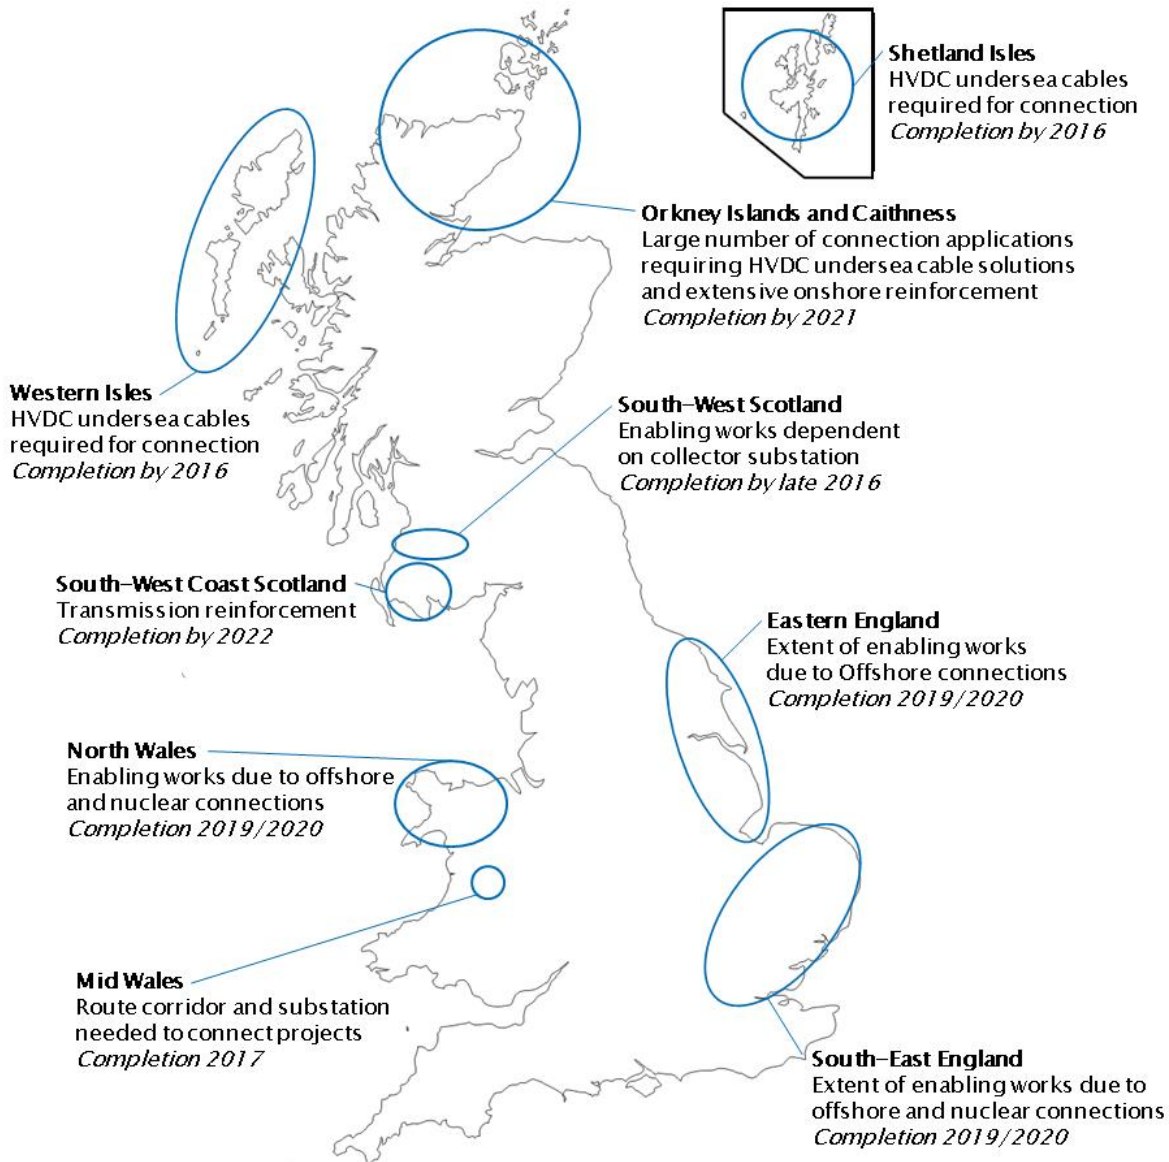 Shetland Isles
HVDC undersea cables
required for connection
Completion by 2016
Orkney Islands and Caithness
Large number of connection applications
requiring HVDC undersea cable solutions
and extensive onshore reinforcement
Completion by 2021
Western Isles
HVDC undersea cables
required for connection
Completion by 2016
South-West Scotland
Enabling works dependent
on collector substation
Completion by late 2016
South-West Coast Scotland
Transmission reinforcement
Completion by 2022
Eastern England
Extent of enabling works
due to Offshore connections
Completion 2019/2020
North Wales
Enabling works due to offshore
and nuclear connections
Completion 2019/2020
Mid Wales
Route corridor and substation
needed to connect projects
Completion 2017
South-East England
Extent of enabling works due to
offshore and nuclear connections
Completion 2019/2020